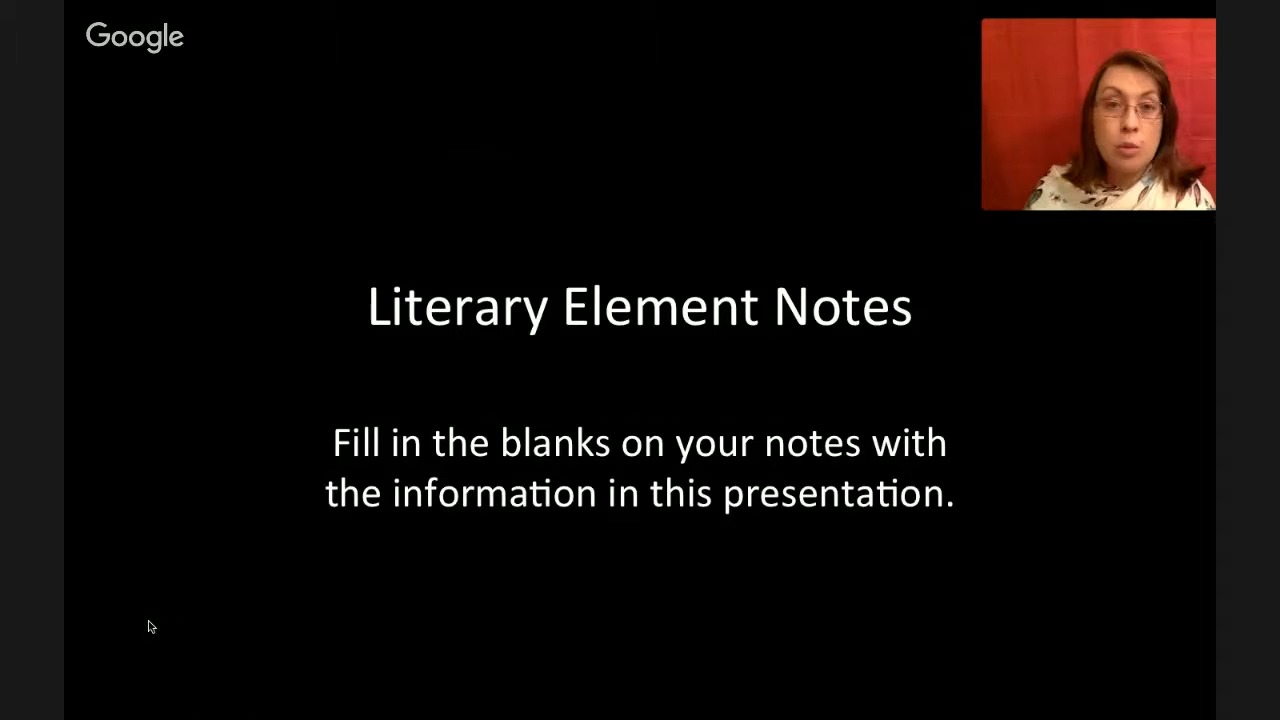 Google
Literary Element Notes
Fill in the blanks on your notes with
the information in this presentation.